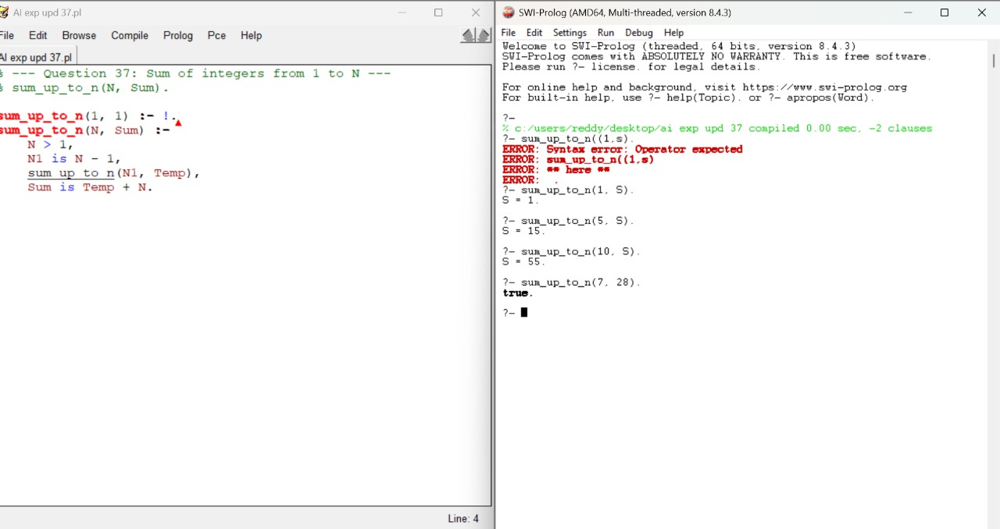 AI exp upd 37.pl
File Edit Browse Compile Prolog Pce Help
AI exp upd 37.pl
% --- Question 37: Sum of integers from 1 to N ---
% sum_up_to_n(N, Sum).
sum_up_to_n(1, 1) :- !.
sum_up_to_n(N, Sum) :-
N > 1,
N1 is N - 1,
sum_up_to_n(N1, Temp),
Sum is Temp + N.
Line: 4
SWI-Prolog (AMD64, Multi-threaded, version 8.4.3)
File Edit Settings Run Debug Help
Welcome to SWI-Prolog (threaded, 64 bits, version 8.4.3)
SWI-Prolog comes with ABSOLUTELY NO WARRANTY. This is free software.
Please run ?- license. for legal details.
For online help and background, visit https://www.swi-prolog.org
For built-in help, use ?- help(Topic). or ?- apropos(Word).
?-
% c:/users/reddy/desktop/ai exp upd 37 compiled 0.00 sec, -2 clauses
?- sum_up_to_n((1,s).
ERROR: Syntax error: Operator expected
ERROR: sum_up_to_n((1,s)
ERROR: ** here **
ERROR: .
?- sum_up_to_n(1, S).
S = 1.
?- sum_up_to_n(5, S).
S = 15.
?- sum_up_to_n(10, S).
S = 55.
?- sum_up_to_n(7, 28).
true.
?-